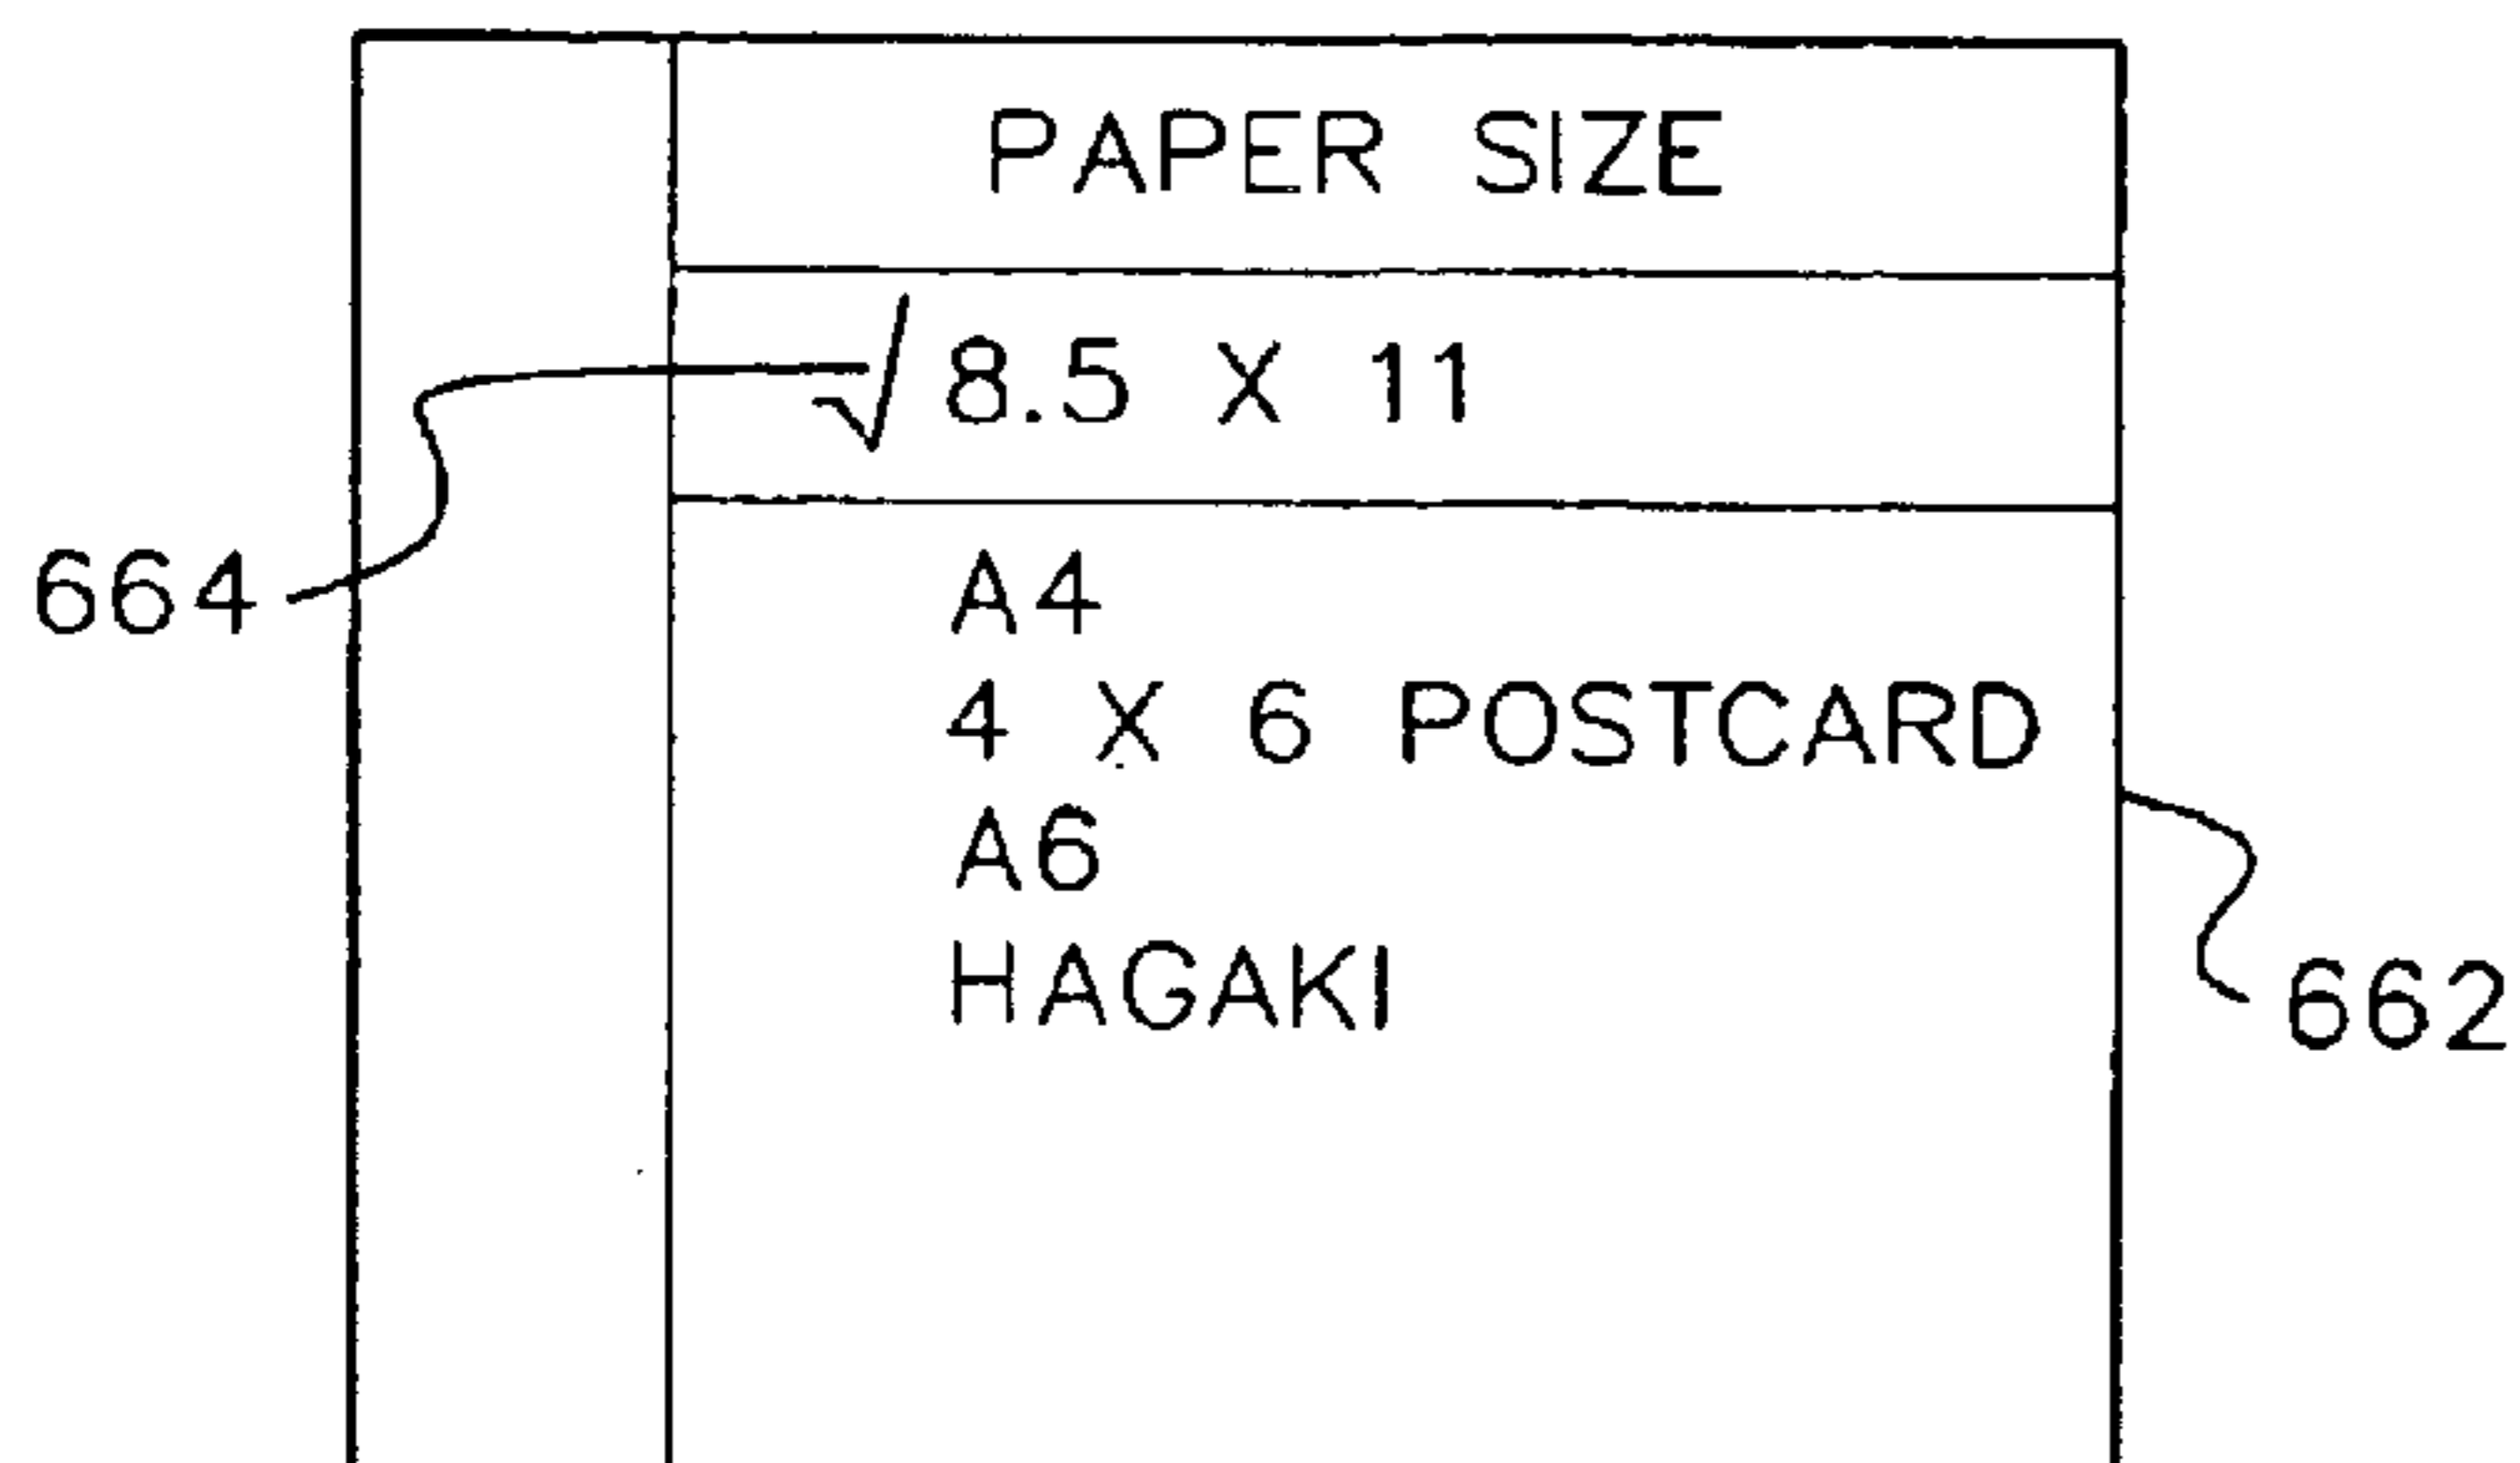 PAPER SIZE
√8.5 X 11
664
A4
4 X 6 POSTCARD
A6
HAGAKI
662